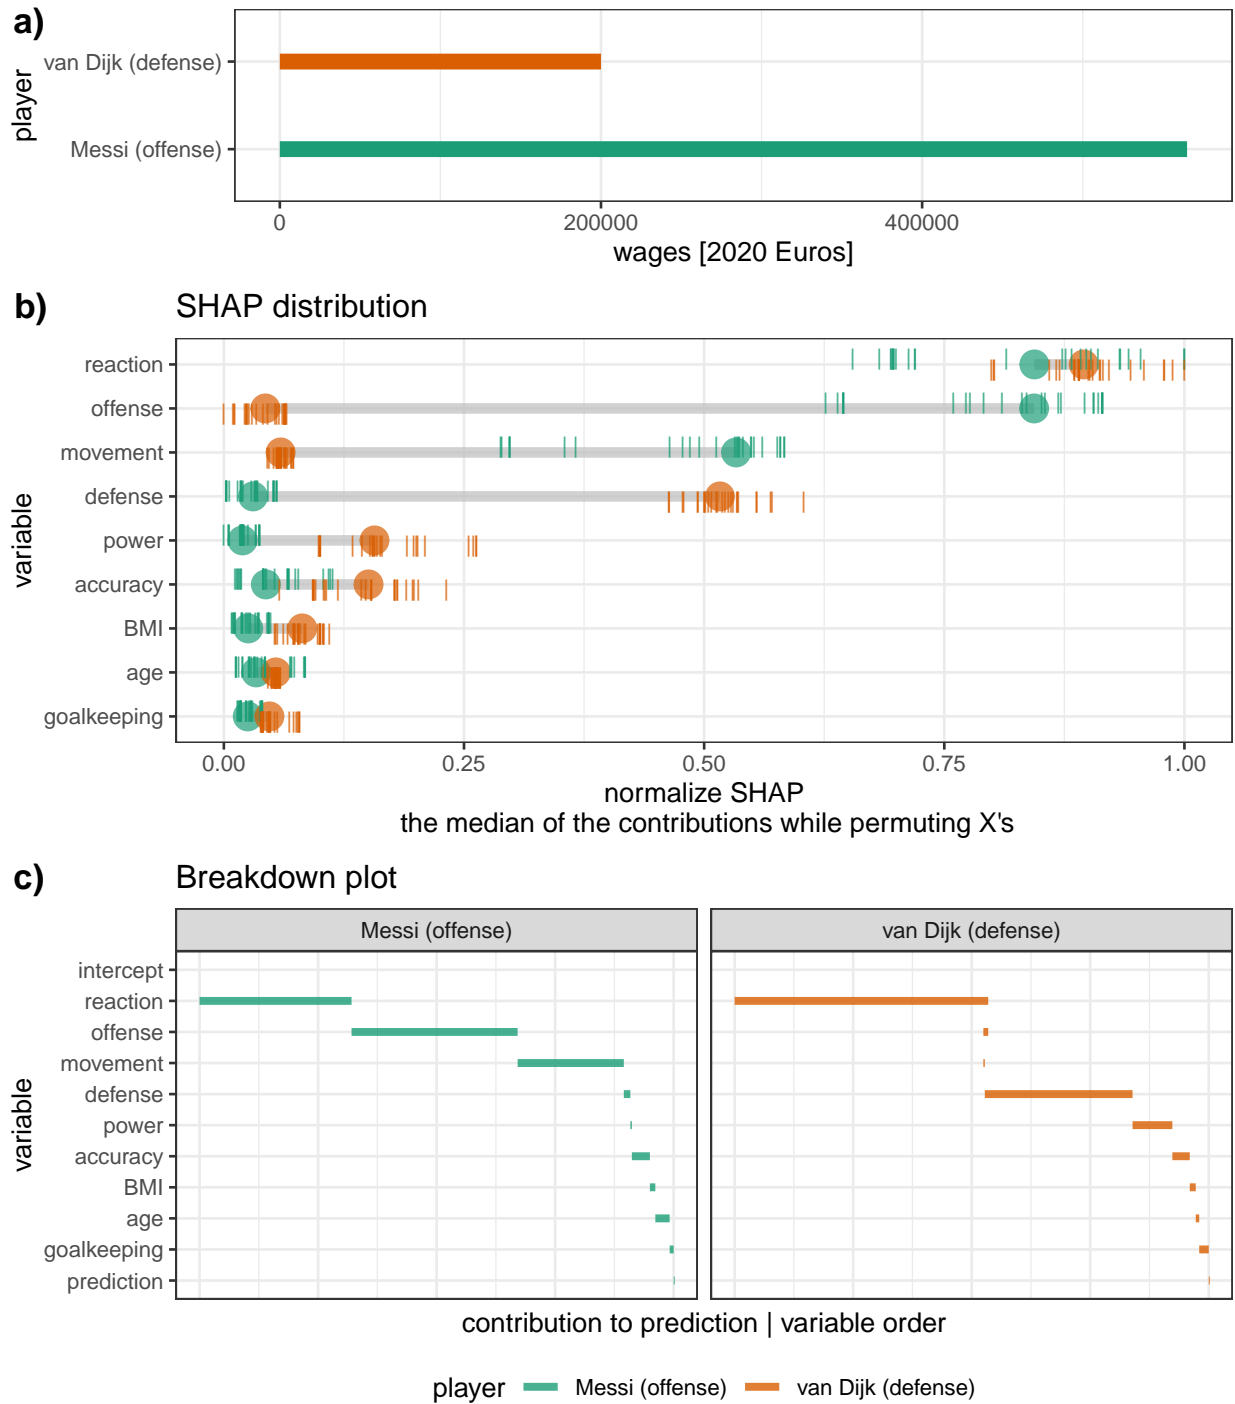 a)
player
van Dijk (defense)
Messi (offense)
0 200000 400000
wages [2020 Euros]
b) SHAP distribution
variable
reaction
offense
movement
defense
power
accuracy
BMI
age
goalkeeping
0.00 0.25 0.50 0.75 1.00
normalize SHAP
the median of the contributions while permuting X's
c) Breakdown plot
Messi (offense) van Dijk (defense)
variable
intercept
reaction
offense
movement
defense
power
accuracy
BMI
age
goalkeeping
prediction
contribution to prediction | variable order
player Messi (offense) van Dijk (defense)